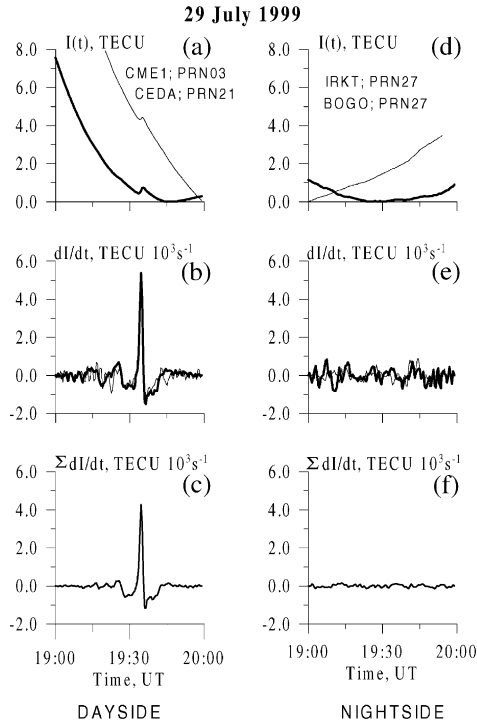 29 July 1999
I(t), TECU (a)
8.0
6.0
4.0
2.0
0.0
CME1; PRN03
CEDA; PRN21
I(t), TECU (d)
8.0
6.0
4.0
2.0
0.0
IRKT; PRN27
BOGO; PRN27
dI/dt, TECU 10³s⁻¹
(b)
6.0
4.0
2.0
0.0
-2.0
dI/dt, TECU 10³s⁻¹
(e)
6.0
4.0
2.0
0.0
-2.0
ΣdI/dt, TECU 10³s⁻¹
(c)
6.0
4.0
2.0
0.0
-2.0
19:00 19:30 20:00
Time, UT
ΣdI/dt, TECU 10³s⁻¹
(f)
6.0
4.0
2.0
0.0
-2.0
19:00 19:30 20:00
Time, UT
DAYSIDE
NIGHTSIDE